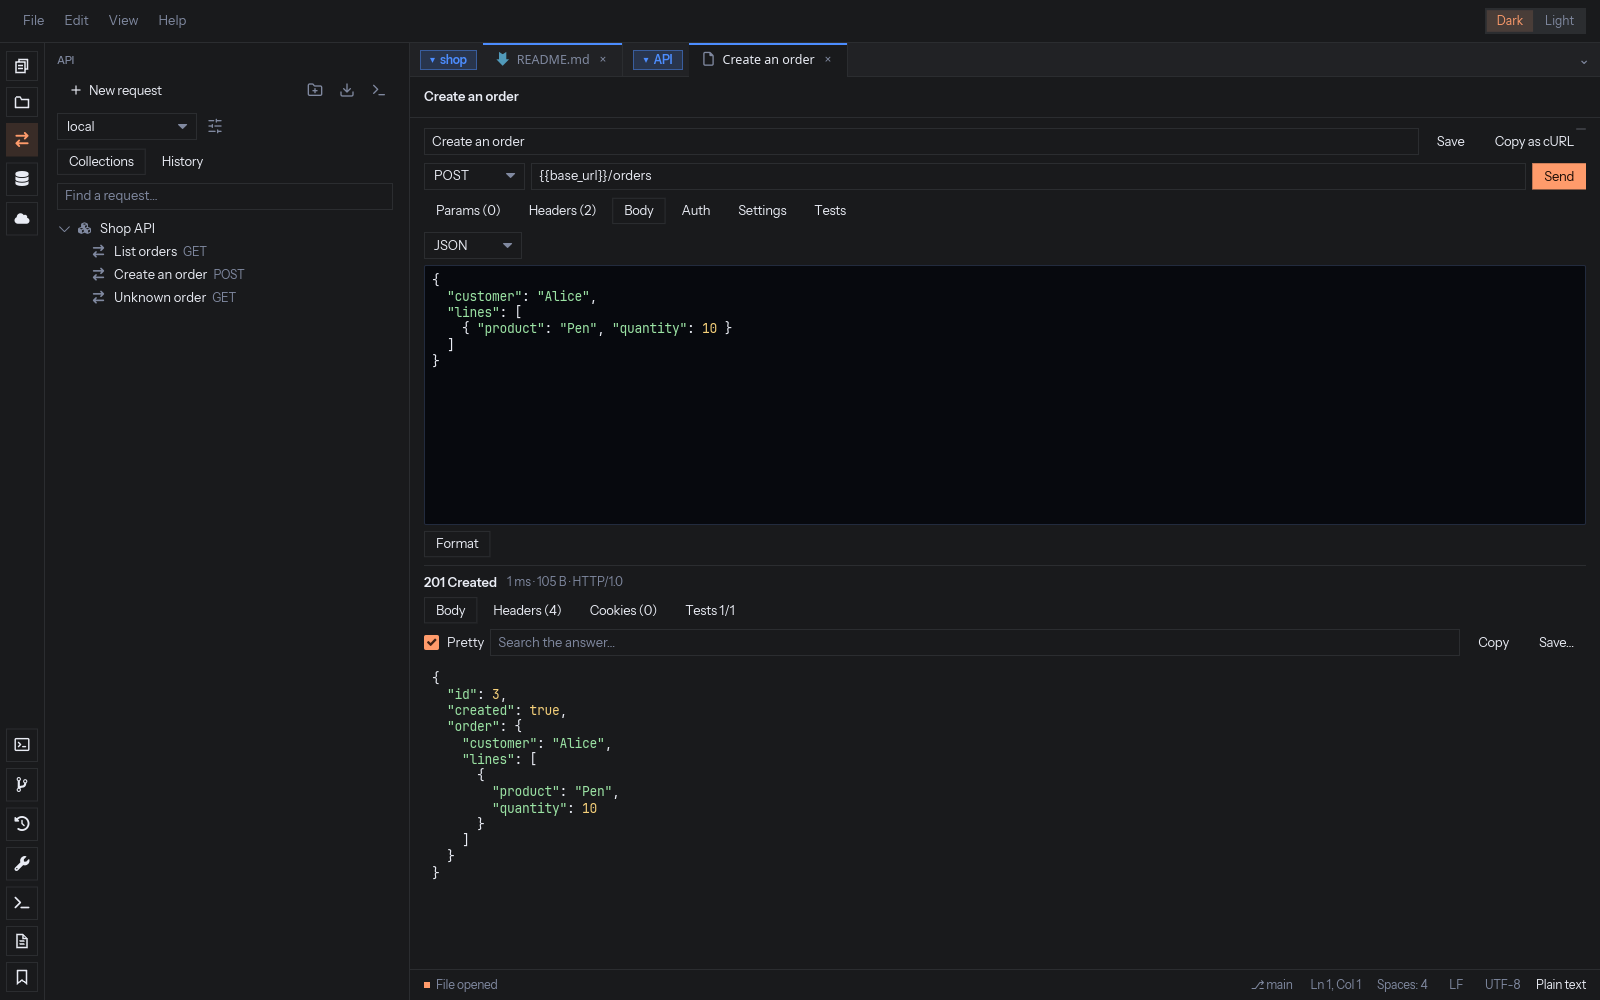 File Edit View Help
Dark Light
API
New request
local
Collections History
Find a request...
Shop API
List orders GET
Create an order POST
Unknown order GET
shop README.md × API Create an order ×
Create an order
Create an order Save Copy as cURL
POST {{base_url}}/orders Send
Params (0) Headers (2) Body Auth Settings Tests
JSON
{
  "customer": "Alice",
  "lines": [
    { "product": "Pen", "quantity": 10 }
  ]
}
Format
201 Created 1 ms · 105 B · HTTP/1.0
Body Headers (4) Cookies (0) Tests 1/1
Pretty Search the answer... Copy Save...
{
  "id": 3,
  "created": true,
  "order": {
    "customer": "Alice",
    "lines": [
      {
        "product": "Pen",
        "quantity": 10
      }
    ]
  }
}
File opened main Ln 1, Col 1 Spaces: 4 LF UTF-8 Plain text